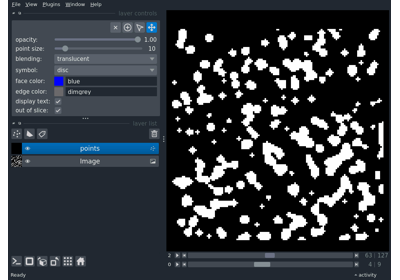 File View Plugins Window Help
layer controls
opacity: 1.00
point size: 10
blending: translucent
symbol: disc
face color: blue
edge color: dimgrey
display text:
out of slice:
layer list
points
Image
2 63 127
0 4 9
Ready activity